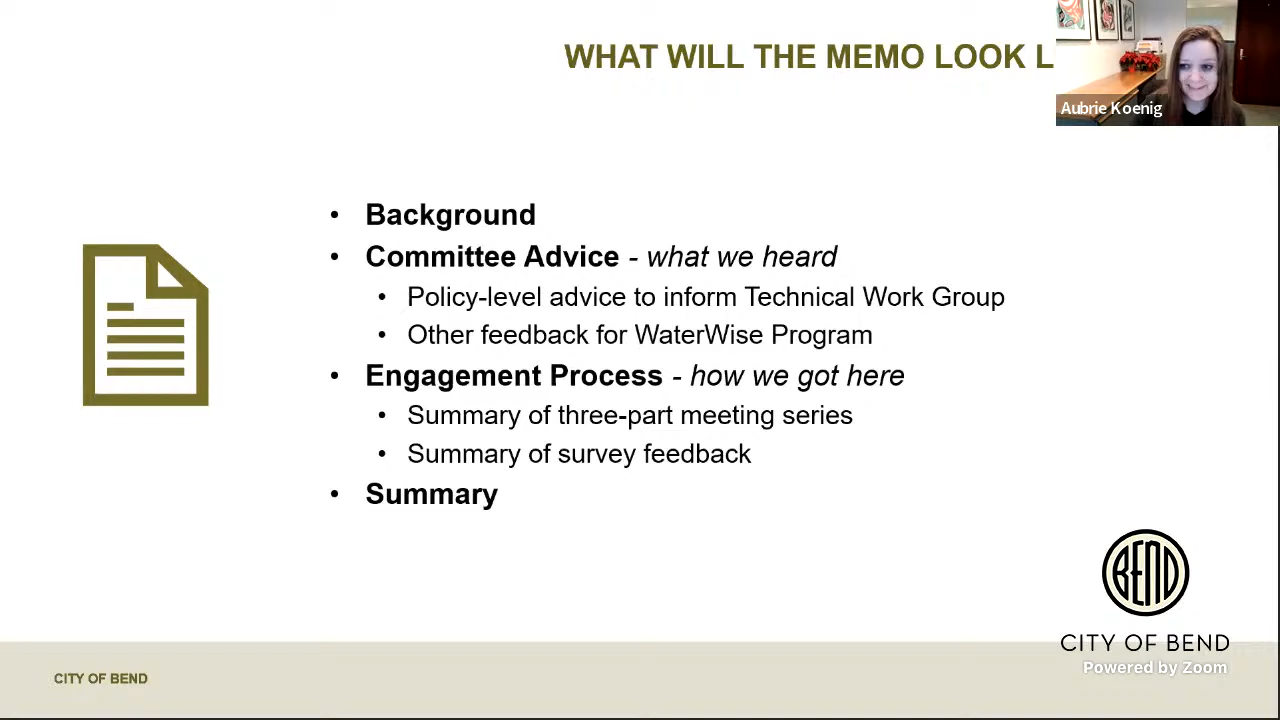 WHAT WILL THE MEMO LOOK L
Aubrie Koenig
• Background
• Committee Advice - what we heard
• Policy-level advice to inform Technical Work Group
• Other feedback for WaterWise Program
• Engagement Process - how we got here
• Summary of three-part meeting series
• Summary of survey feedback
• Summary
BEND
CITY OF BEND
Powered by Zoom
CITY OF BEND